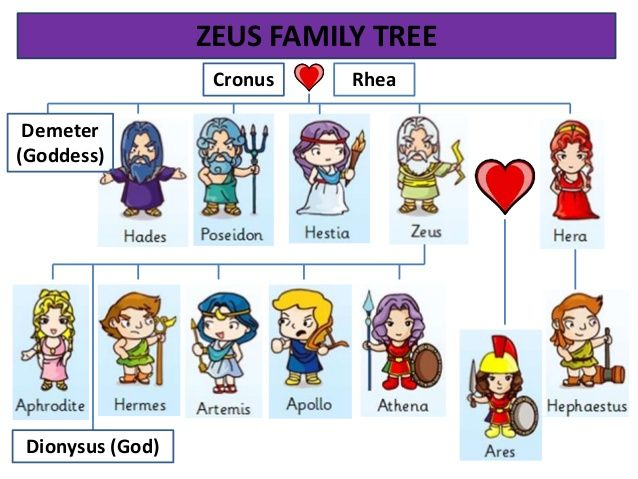 ZEUS FAMILY TREE
Cronus
Rhea
Demeter
(Goddess)
Hades
Poseidon
Hestia
Zeus
Hera
Aphrodite
Hermes
Artemis
Apollo
Athena
Ares
Hephaestus
Dionysus (God)